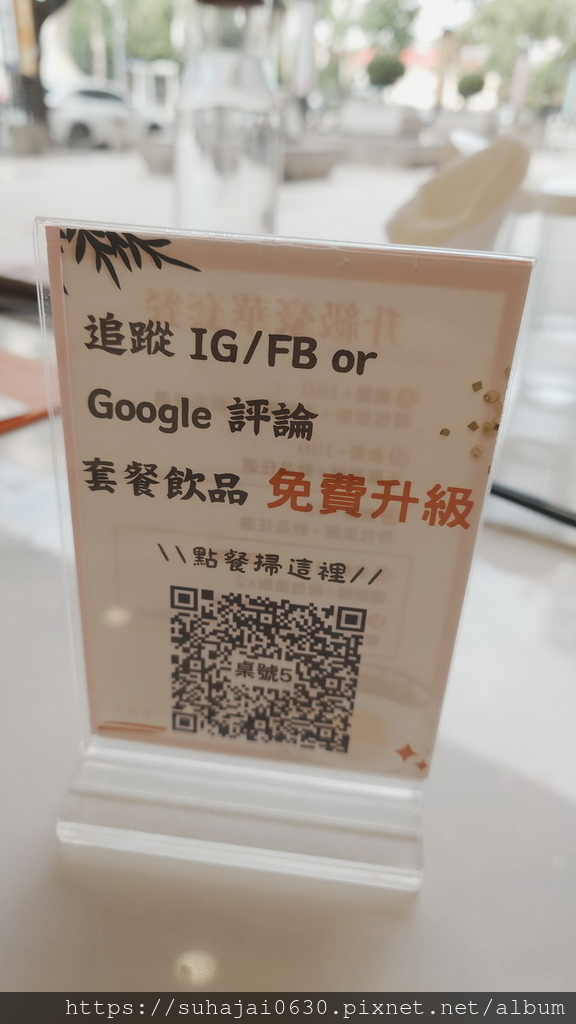 追蹤 IG/FB or
Google 評論
套餐飲品 免費升級
\\點餐掃這裡//
桌號5
https://suhajai0630.pixnet.net/album